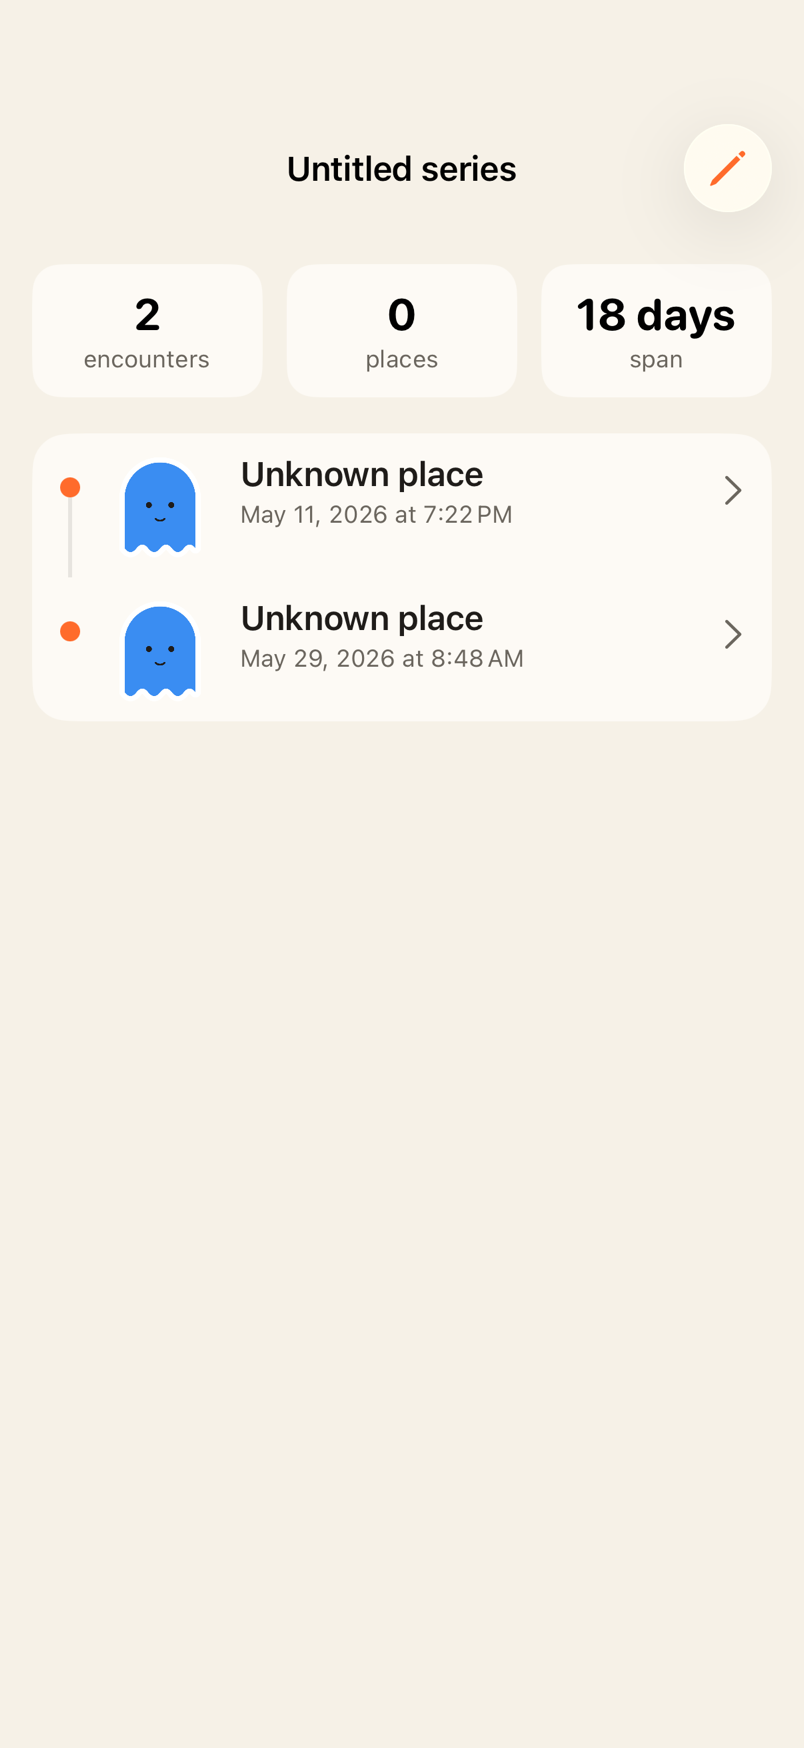 Untitled series
2
encounters
0
places
18 days
span
Unknown place
May 11, 2026 at 7:22 PM
Unknown place
May 29, 2026 at 8:48 AM